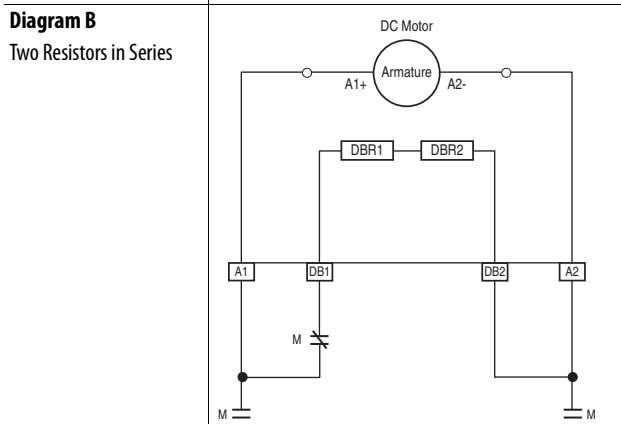 Diagram B
Two Resistors in Series
DC Motor
Armature
A1+
A2-
DBR1
DBR2
A1
DB1
DB2
A2
M
M
M